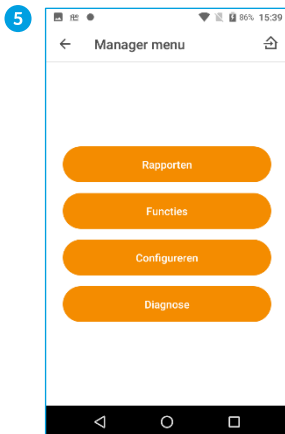 5
86% 15:39
Manager menu
Rapporten
Functies
Configureren
Diagnose